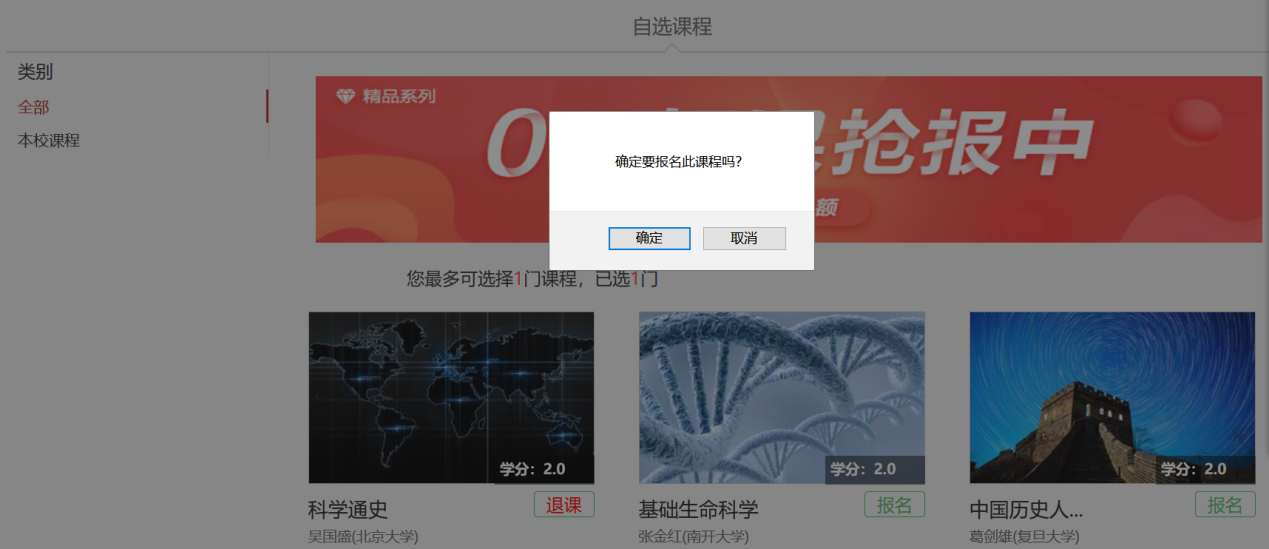 自选课程
类别
全部
本校课程
精品系列
课抢报中
额
确定要报名此课程吗?
确定
取消
您最多可选择1门课程，已选1门
学分：2.0
学分：2.0
学分：2.0
科学通史
退课
基础生命科学
报名
中国历史人...
报名
吴国盛(北京大学)
张金红(南开大学)
葛剑雄(复旦大学)